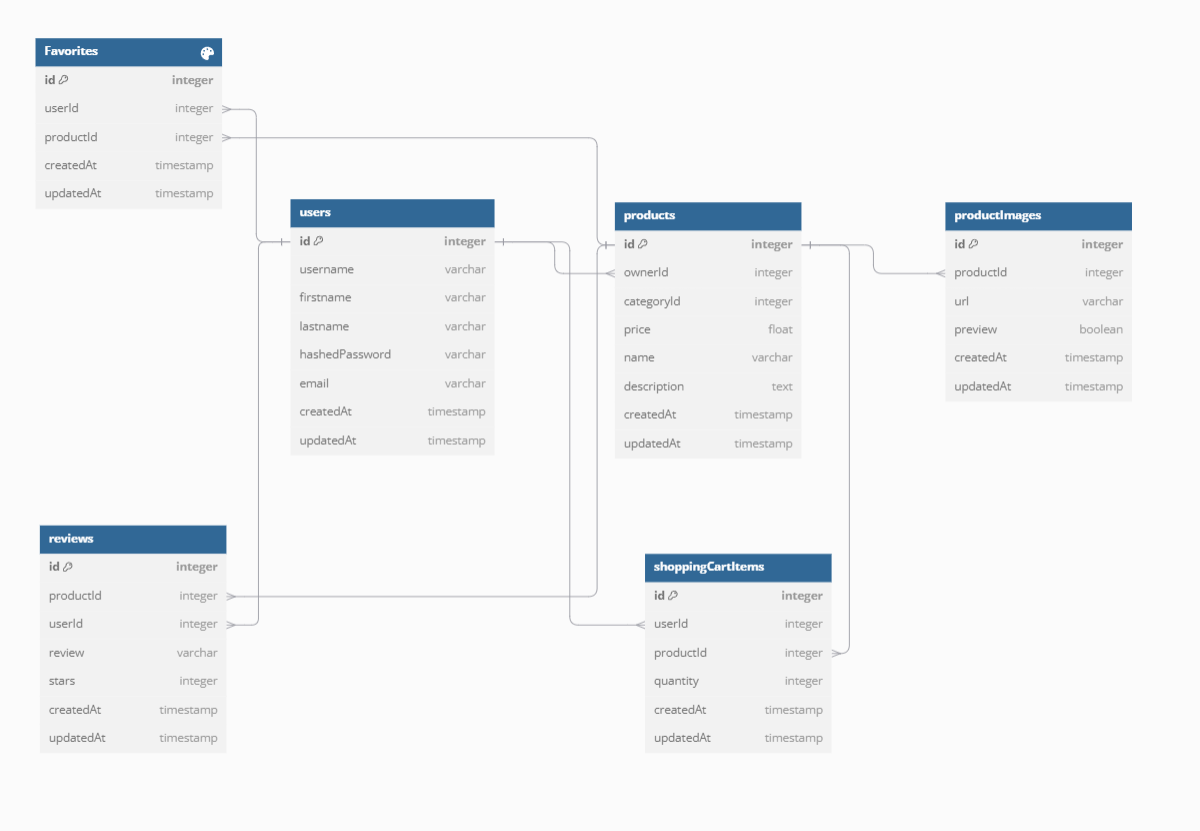 Favorites
id integer
userId integer
productId integer
createdAt timestamp
updatedAt timestamp
users
id integer
username varchar
firstname varchar
lastname varchar
hashedPassword varchar
email varchar
createdAt timestamp
updatedAt timestamp
products
id integer
ownerId integer
categoryId integer
price float
name varchar
description text
createdAt timestamp
updatedAt timestamp
productImages
id integer
productId integer
url varchar
preview boolean
createdAt timestamp
updatedAt timestamp
reviews
id integer
productId integer
userId integer
review varchar
stars integer
createdAt timestamp
updatedAt timestamp
shoppingCartItems
id integer
userId integer
productId integer
quantity integer
createdAt timestamp
updatedAt timestamp